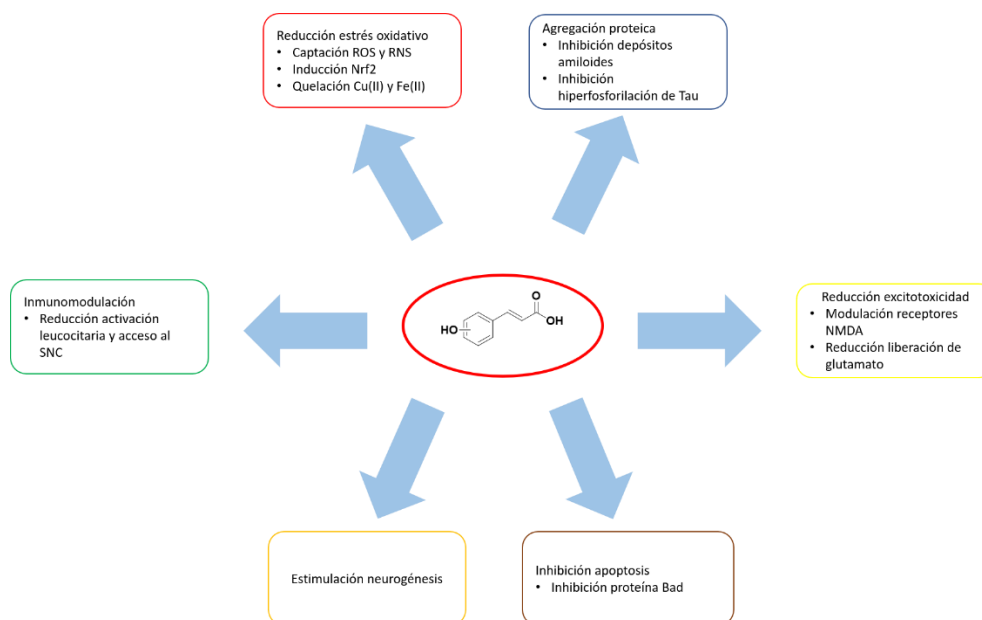 Reducción estrés oxidativo
• Captación ROS y RNS
• Inducción Nrf2
• Quelación Cu(II) y Fe(II)
Agregación proteica
• Inhibición depósitos
amiloides
• Inhibición
hiperfosforilación de Tau
Inmunomodulación
• Reducción activación
leucocitaria y acceso al
SNC
HO
O
OH
Reducción excitotoxicidad
• Modulación receptores
NMDA
• Reducción liberación de
glutamato
Estimulación neurogénesis
Inhibición apoptosis
• Inhibición proteína Bad